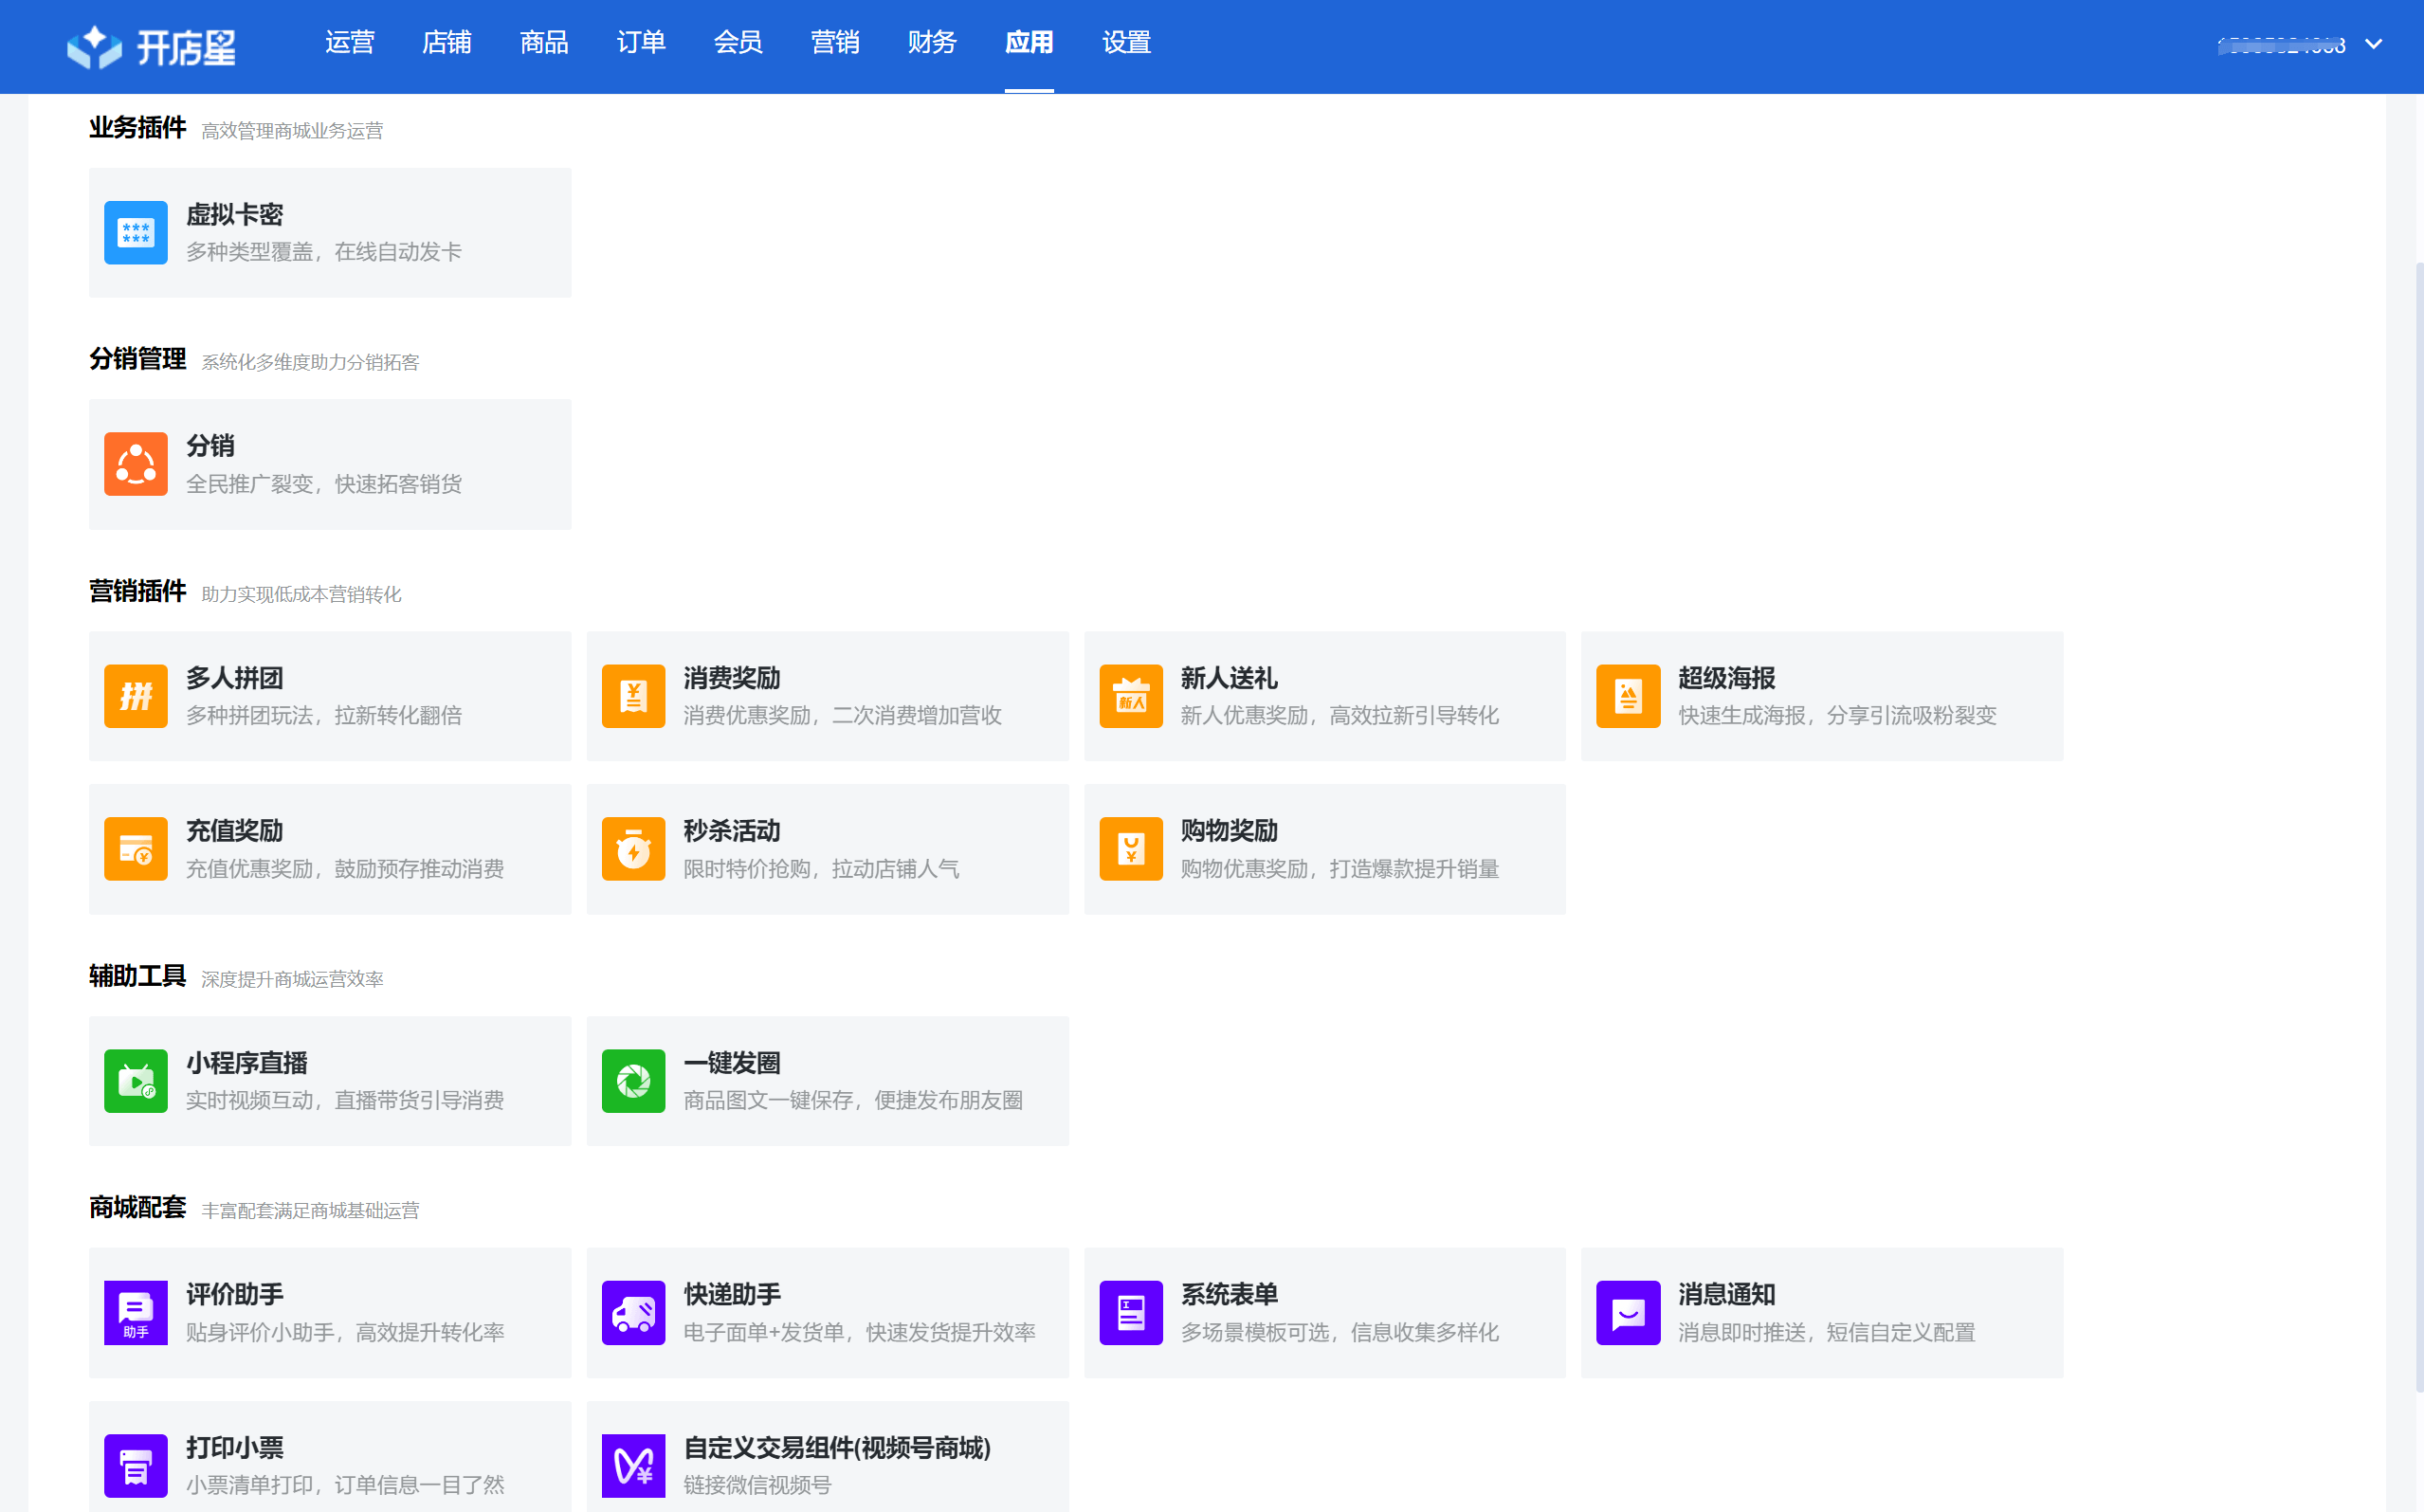 开店星
运营 店铺 商品 订单 会员 营销 财务 应用 设置
业务插件 高效管理商城业务运营
虚拟卡密
多种类型覆盖，在线自动发卡
分销管理 系统化多维度助力分销拓客
分销
全民推广裂变，快速拓客销货
营销插件 助力实现低成本营销转化
多人拼团
多种拼团玩法，拉新转化翻倍
消费奖励
消费优惠奖励，二次消费增加营收
新人
新人送礼
新人优惠奖励，高效拉新引导转化
超级海报
快速生成海报，分享引流吸粉裂变
充值奖励
充值优惠奖励，鼓励预存推动消费
秒杀活动
限时特价抢购，拉动店铺人气
购物奖励
购物优惠奖励，打造爆款提升销量
辅助工具 深度提升商城运营效率
小程序直播
实时视频互动，直播带货引导消费
一键发圈
商品图文一键保存，便捷发布朋友圈
商城配套 丰富配套满足商城基础运营
助手
评价助手
贴身评价小助手，高效提升转化率
快递助手
电子面单+发货单，快速发货提升效率
系统表单
多场景模板可选，信息收集多样化
消息通知
消息即时推送，短信自定义配置
打印小票
小票清单打印，订单信息一目了然
自定义交易组件(视频号商城)
链接微信视频号